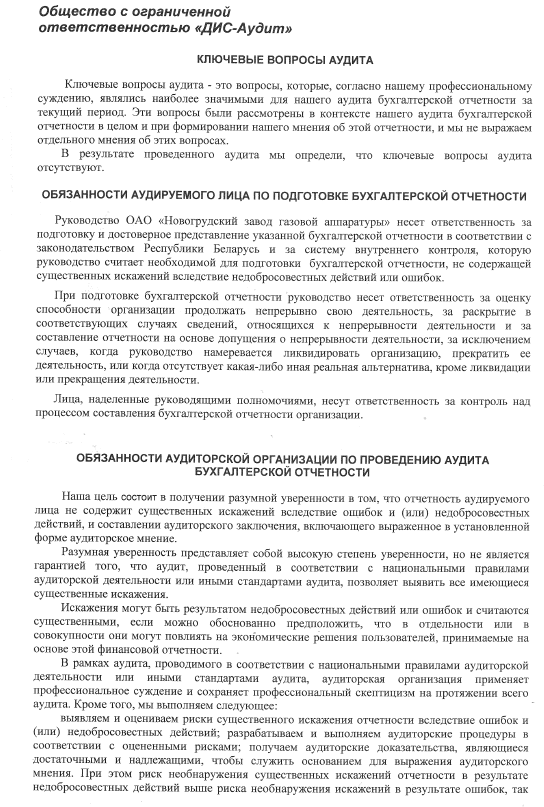 Общество с ограниченной
ответственностью «ДИС-Аудит»
КЛЮЧЕВЫЕ ВОПРОСЫ АУДИТА
Ключевые вопросы аудита - это вопросы, которые, согласно нашему профессиональному
суждению, являлись наиболее значимыми для нашего аудита бухгалтерской отчетности за
текущий период. Эти вопросы были рассмотрены в контексте нашего аудита бухгалтерской
отчетности в целом и при формировании нашего мнения об этой отчетности, и мы не выражаем
отдельного мнения об этих вопросах.
В результате проведенного аудита мы определи, что ключевые вопросы аудита
отсутствуют.
ОБЯЗАННОСТИ АУДИРУЕМОГО ЛИЦА ПО ПОДГОТОВКЕ БУХГАЛТЕРСКОЙ ОТЧЕТНОСТИ
Руководство ОАО «Новогрудский завод газовой аппаратуры» несет ответственность за
подготовку и достоверное представление указанной бухгалтерской отчетности в соответствии с
законодательством Республики Беларусь и за систему внутреннего контроля, которую
руководство считает необходимой для подготовки бухгалтерской отчетности, не содержащей
существенных искажений вследствие недобросовестных действий или ошибок.
При подготовке бухгалтерской отчетности руководство несет ответственность за оценку
способности организации продолжать непрерывно свою деятельность, за раскрытие в
соответствующих случаях сведений, относящихся к непрерывности деятельности и за
составление отчетности на основе допущения о непрерывности деятельности, за исключением
случаев, когда руководство намеревается ликвидировать организацию, прекратить ее
деятельность, или когда отсутствует какая-либо иная реальная альтернатива, кроме ликвидации
или прекращения деятельности.
Лица, наделенные руководящими полномочиями, несут ответственность за контроль над
процессом составления бухгалтерской отчетности организации.
ОБЯЗАННОСТИ АУДИТОРСКОЙ ОРГАНИЗАЦИИ ПО ПРОВЕДЕНИЮ АУДИТА
БУХГАЛТЕРСКОЙ ОТЧЕТНОСТИ
Наша цель состоит в получении разумной уверенности в том, что отчетность аудируемого
лица не содержит существенных искажений вследствие ошибок и (или) недобросовестных
действий, и составлении аудиторского заключения, включающего выраженное в установленной
форме аудиторское мнение.
Разумная уверенность представляет собой высокую степень уверенности, но не является
гарантией того, что аудит, проведенный в соответствии с национальными правилами
аудиторской деятельности или иными стандартами аудита, позволяет выявить все имеющиеся
существенные искажения.
Искажения могут быть результатом недобросовестных действий или ошибок и считаются
существенными, если можно обоснованно предположить, что в отдельности или в
совокупности они могут повлиять на экономические решения пользователей, принимаемые на
основе этой финансовой отчетности.
В рамках аудита, проводимого в соответствии с национальными правилами аудиторской
деятельности или иными стандартами аудита, аудиторская организация применяет
профессиональное суждение и сохраняет профессиональный скептицизм на протяжении всего
аудита. Кроме того, мы выполняем следующее:
выявляем и оцениваем риски существенного искажения отчетности вследствие ошибок и
(или) недобросовестных действий; разрабатываем и выполняем аудиторские процедуры в
соответствии с оцененными рисками; получаем аудиторские доказательства, являющиеся
достаточными и надлежащими, чтобы служить основанием для выражения аудиторского
мнения. При этом риск необнаружения существенных искажений отчетности в результате
недобросовестных действий выше риска необнаружения искажений в результате ошибок, так